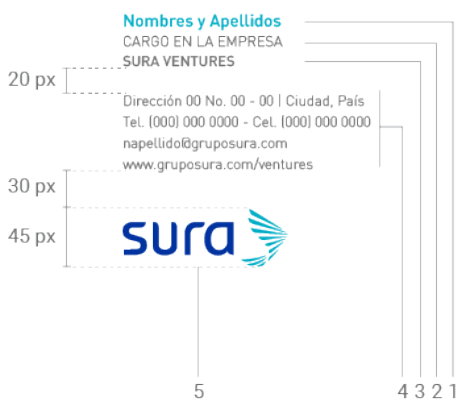 Nombres y Apellidos
CARGO EN LA EMPRESA
SURA VENTURES
20 px
Dirección 00 No. 00 - 00 | Ciudad, País
Tel. (000) 000 0000 - Cel. (000) 000 0000
napellido@gruposura.com
www.gruposura.com/ventures
30 px
45 px
sura
5 4 3 2 1